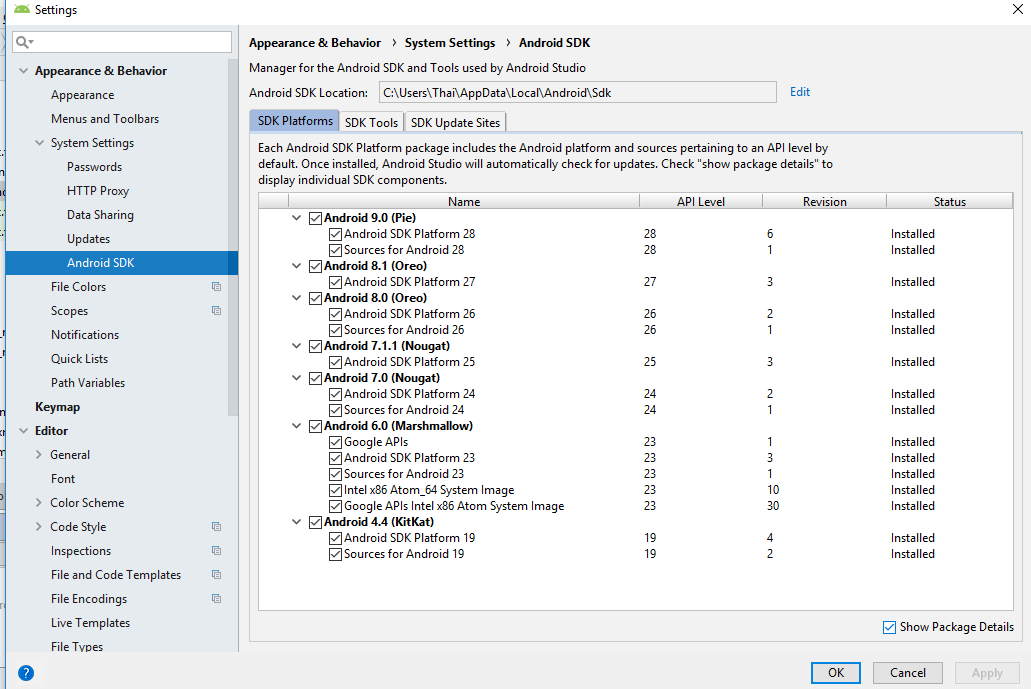 Settings
Appearance & Behavior › System Settings › Android SDK
Manager for the Android SDK and Tools used by Android Studio
Android SDK Location: C:\Users\Thai\AppData\Local\Android\Sdk Edit
Appearance & Behavior
Appearance
Menus and Toolbars
System Settings
Passwords
HTTP Proxy
Data Sharing
Updates
Android SDK
File Colors
Scopes
Notifications
Quick Lists
Path Variables
Keymap
Editor
General
Font
Color Scheme
Code Style
Inspections
File and Code Templates
File Encodings
Live Templates
File Types
SDK Platforms SDK Tools SDK Update Sites
Each Android SDK Platform package includes the Android platform and sources pertaining to an API level by
default. Once installed, Android Studio will automatically check for updates. Check "show package details" to
display individual SDK components.
Name API Level Revision Status
Android 9.0 (Pie)
Android SDK Platform 28 28 6 Installed
Sources for Android 28 28 1 Installed
Android 8.1 (Oreo)
Android SDK Platform 27 27 3 Installed
Android 8.0 (Oreo)
Android SDK Platform 26 26 2 Installed
Sources for Android 26 26 1 Installed
Android 7.1.1 (Nougat)
Android SDK Platform 25 25 3 Installed
Android 7.0 (Nougat)
Android SDK Platform 24 24 2 Installed
Sources for Android 24 24 1 Installed
Android 6.0 (Marshmallow)
Google APIs 23 1 Installed
Android SDK Platform 23 23 3 Installed
Sources for Android 23 23 1 Installed
Intel x86 Atom_64 System Image 23 10 Installed
Google APIs Intel x86 Atom System Image 23 30 Installed
Android 4.4 (KitKat)
Android SDK Platform 19 19 4 Installed
Sources for Android 19 19 2 Installed
Show Package Details
? OK Cancel Apply